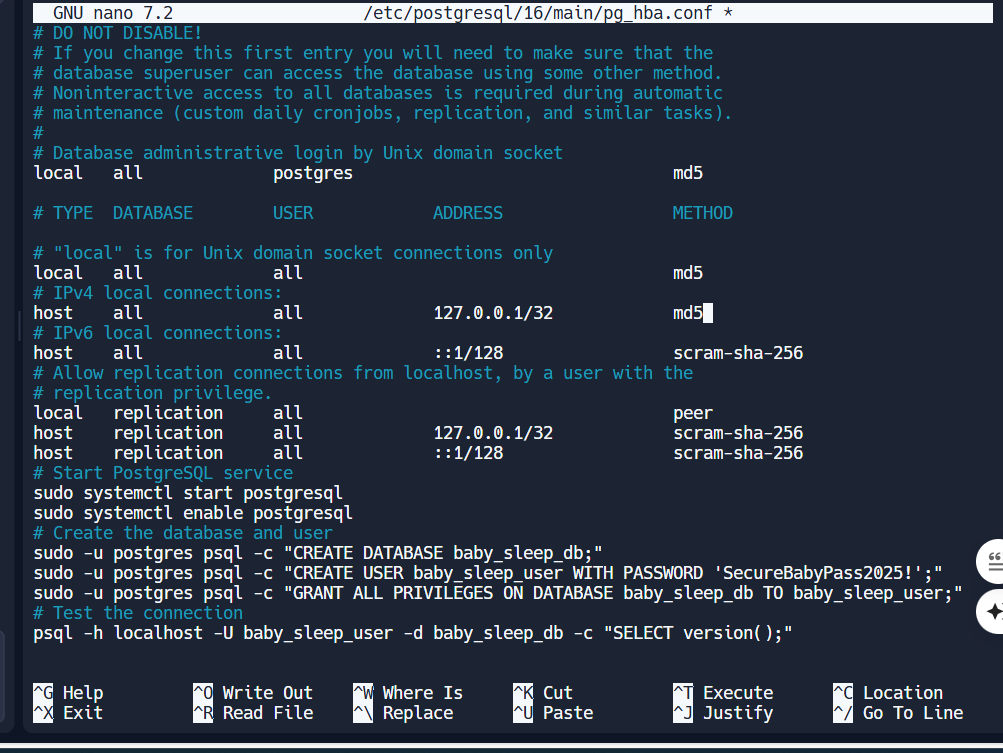 GNU nano 7.2 /etc/postgresql/16/main/pg_hba.conf *
# DO NOT DISABLE!
# If you change this first entry you will need to make sure that the
# database superuser can access the database using some other method.
# Noninteractive access to all databases is required during automatic
# maintenance (custom daily cronjobs, replication, and similar tasks).
#
# Database administrative login by Unix domain socket
local   all             postgres                                md5

# TYPE  DATABASE        USER            ADDRESS                 METHOD

# "local" is for Unix domain socket connections only
local   all             all                                     md5
# IPv4 local connections:
host    all             all             127.0.0.1/32            md5
# IPv6 local connections:
host    all             all             ::1/128                 scram-sha-256
# Allow replication connections from localhost, by a user with the
# replication privilege.
local   replication     all                                     peer
host    replication     all             127.0.0.1/32            scram-sha-256
host    replication     all             ::1/128                 scram-sha-256
# Start PostgreSQL service
sudo systemctl start postgresql
sudo systemctl enable postgresql
# Create the database and user
sudo -u postgres psql -c "CREATE DATABASE baby_sleep_db;"
sudo -u postgres psql -c "CREATE USER baby_sleep_user WITH PASSWORD 'SecureBabyPass2025!';"
sudo -u postgres psql -c "GRANT ALL PRIVILEGES ON DATABASE baby_sleep_db TO baby_sleep_user;"
# Test the connection
psql -h localhost -U baby_sleep_user -d baby_sleep_db -c "SELECT version();"

^G Help ^O Write Out ^W Where Is ^K Cut ^T Execute ^C Location
^X Exit ^R Read File ^\ Replace ^U Paste ^J Justify ^/ Go To Line